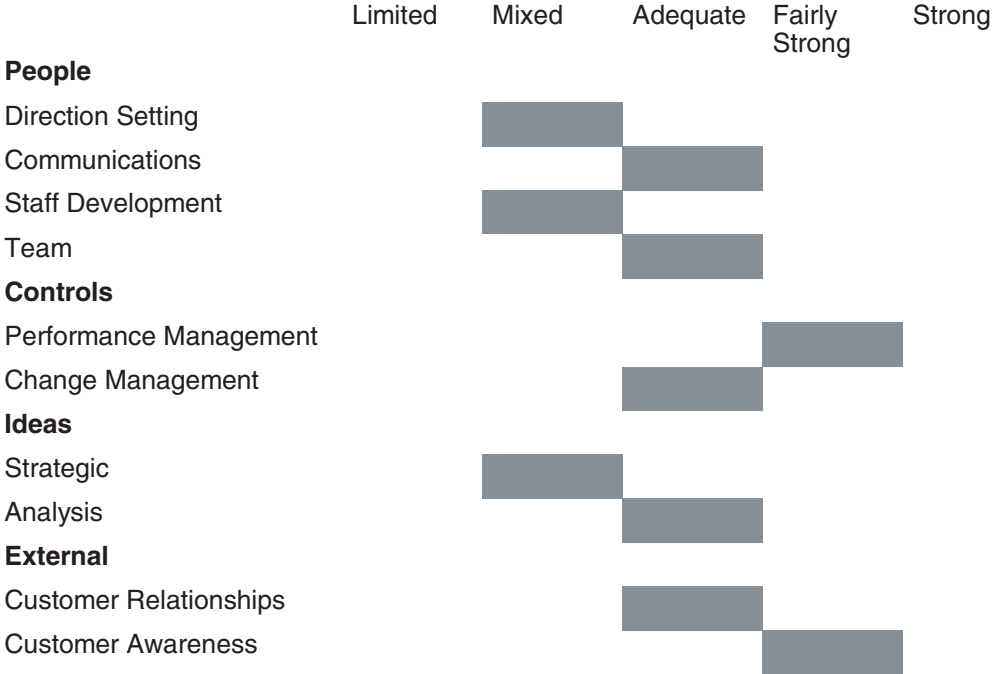 Limited Mixed Adequate Fairly Strong
Strong
People
Direction Setting
Communications
Staff Development
Team
Controls
Performance Management
Change Management
Ideas
Strategic
Analysis
External
Customer Relationships
Customer Awareness